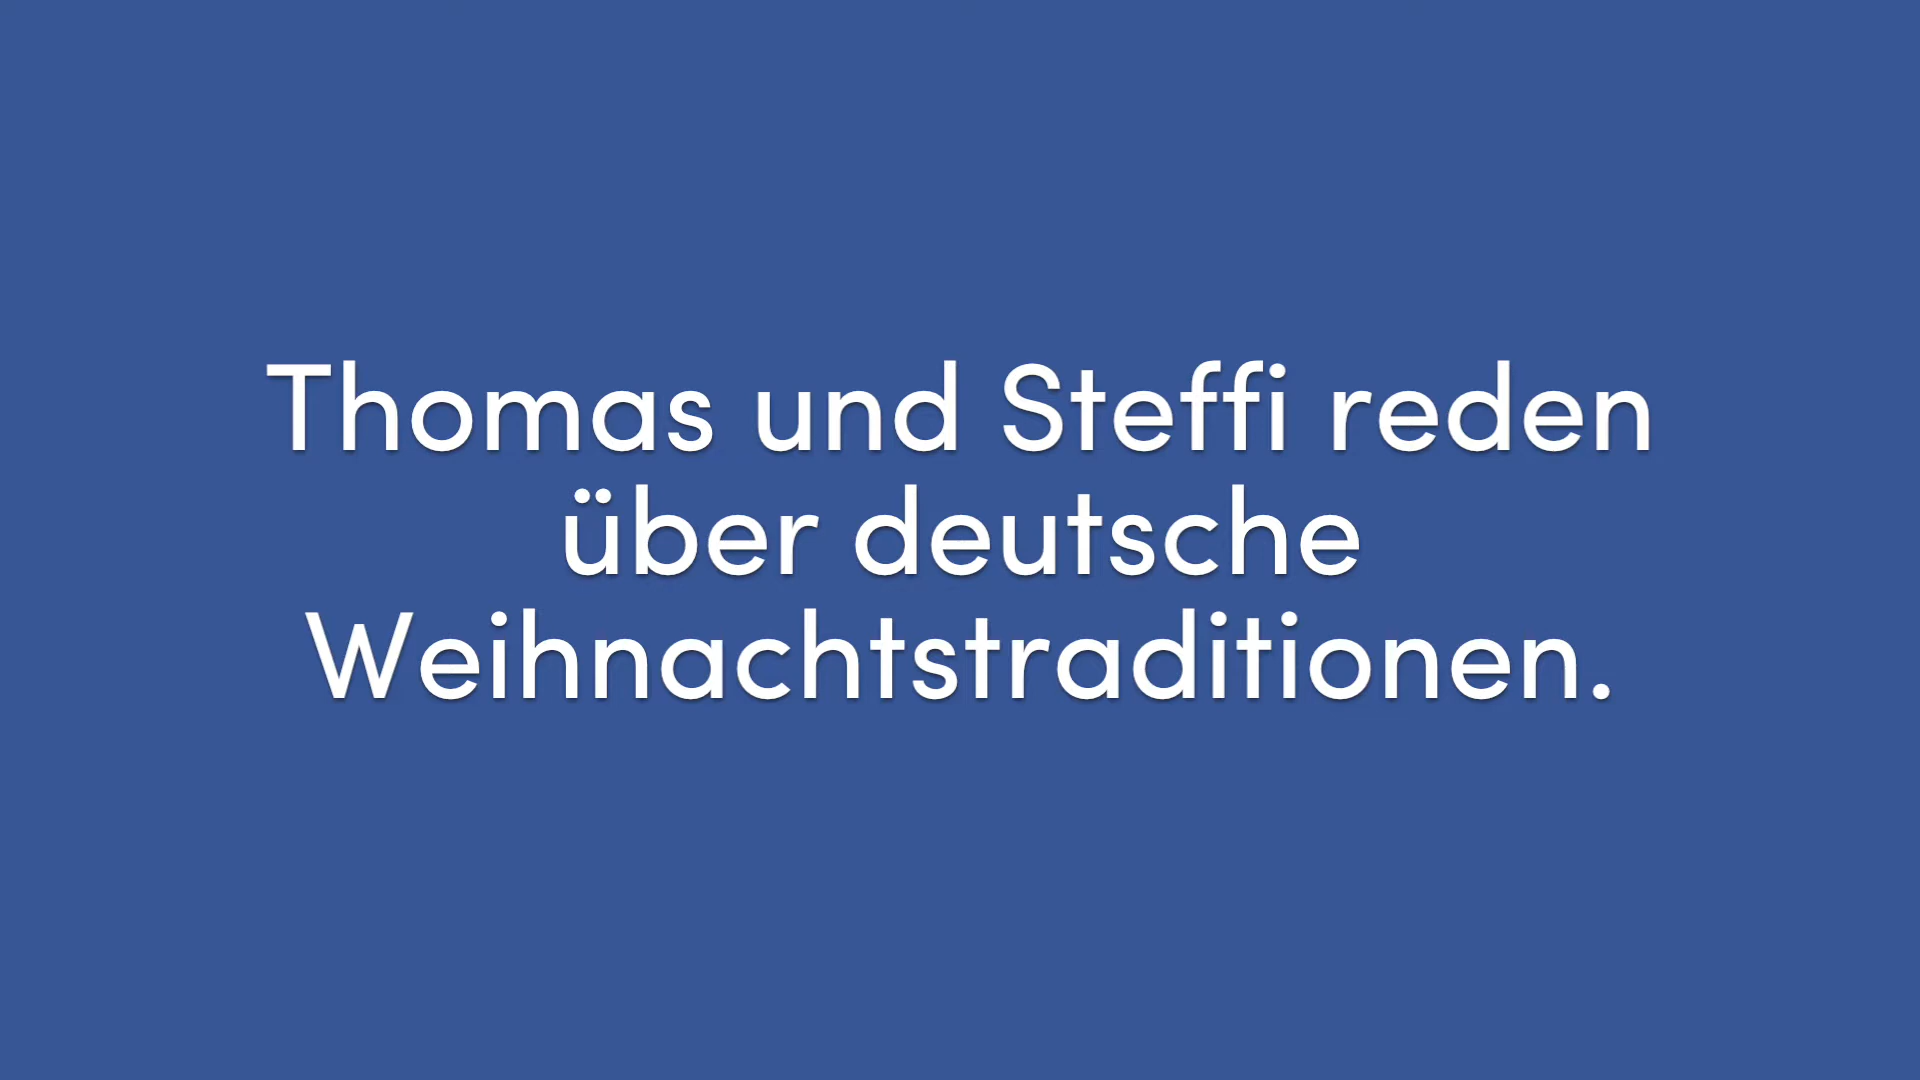 Thomas und Steffi reden
über deutsche
Weihnachtstraditionen.